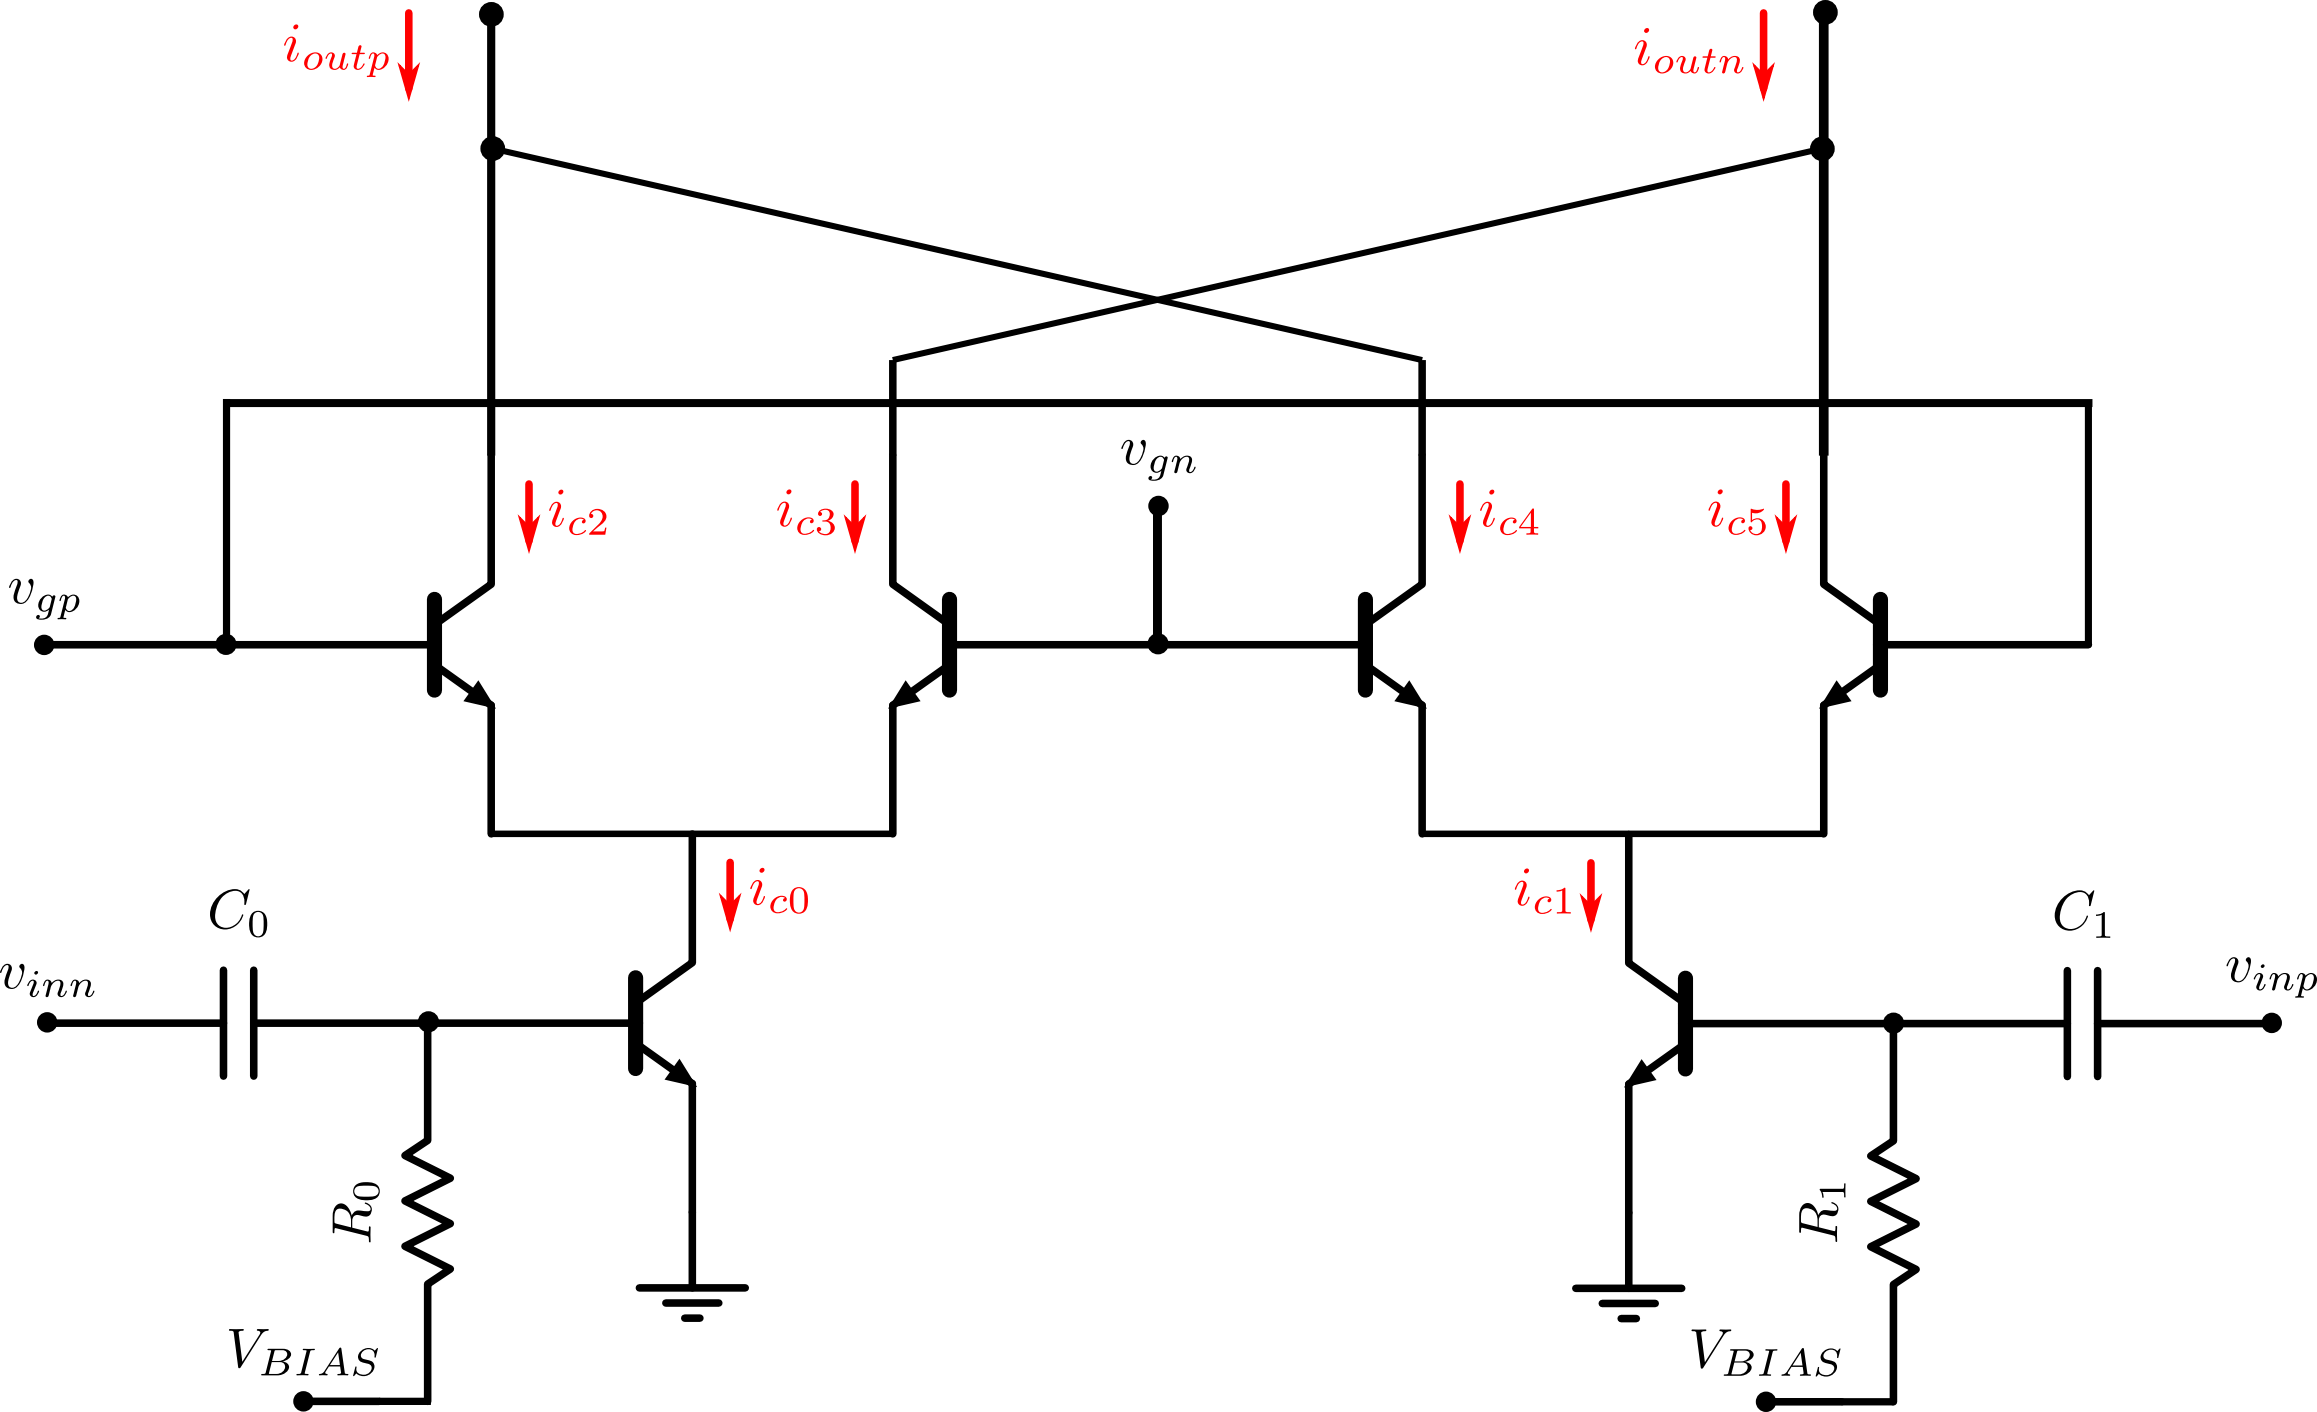 i_outp
i_outn
v_gn
i_c2
i_c3
i_c4
i_c5
v_gp
i_c0
i_c1
C_0
C_1
v_inn
v_inp
R_0
R_1
V_BIAS
V_BIAS